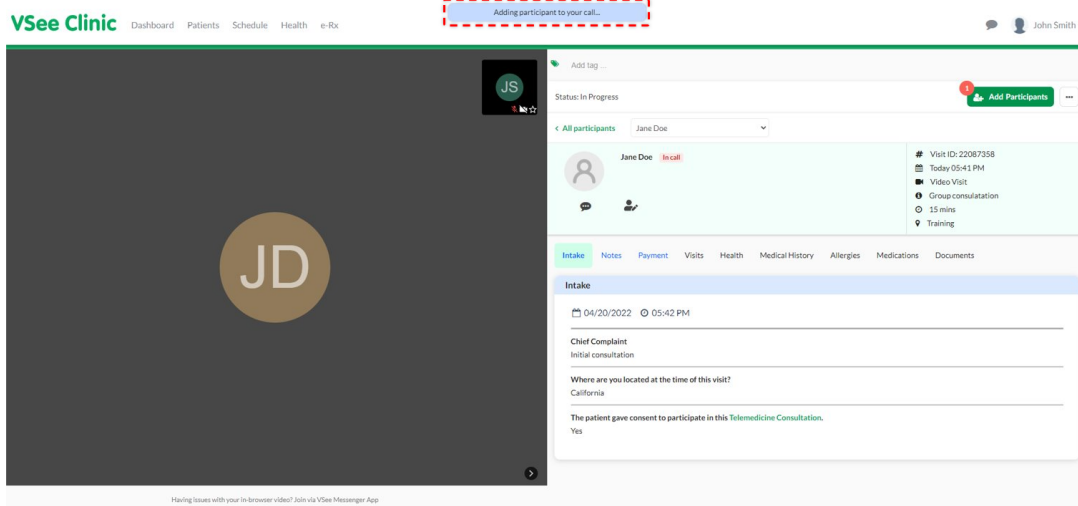 Adding participant to your call...
VSee Clinic Dashboard Patients Schedule Health e-Rx John Smith
JS
Add tag ...
Status: In Progress 1 Add Participants ...
< All participants Jane Doe
Jane Doe In call
# Visit ID: 22087358
Today 05:41 PM
Video Visit
Group consulatation
15 mins
Training
JD
Intake Notes Payment Visits Health Medical History Allergies Medications Documents
Intake
04/20/2022 05:42 PM
Chief Complaint
Initial consultation
Where are you located at the time of this visit?
California
The patient gave consent to participate in this Telemedicine Consultation.
Yes
Having issues with your in-browser video? Join via VSee Messenger App